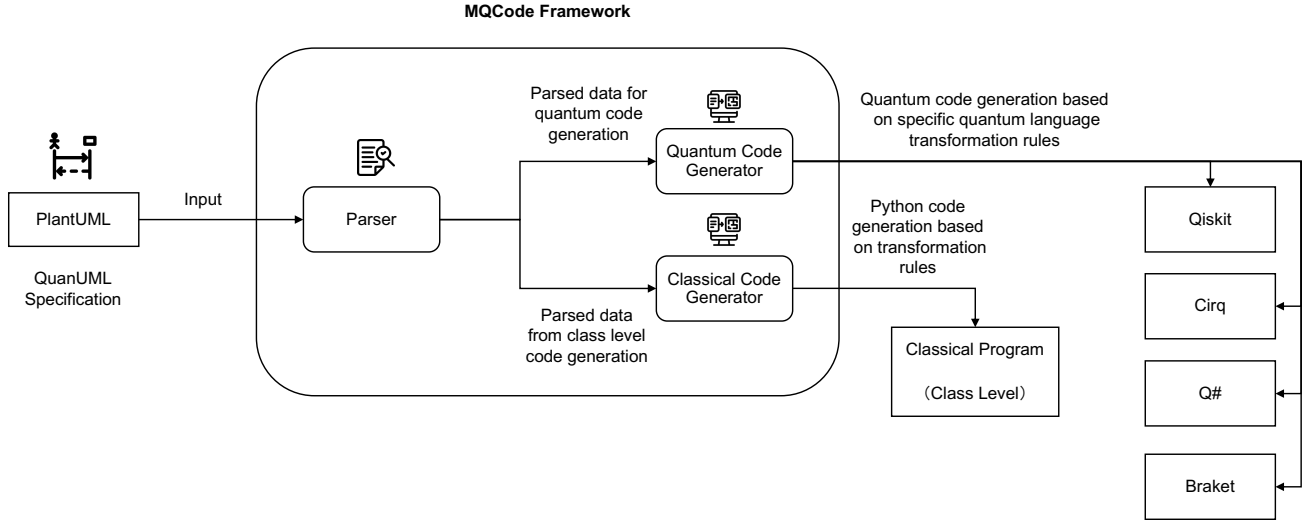 MQCode Framework
PlantUML
QuanUML
Specification
Input
Parser
Parsed data for
quantum code
generation
Quantum Code
Generator
Parsed data
from class level
code generation
Classical Code
Generator
Quantum code generation based
on specific quantum language
transformation rules
Python code
generation based
on transformation
rules
Classical Program
（Class Level）
Qiskit
Cirq
Q#
Braket